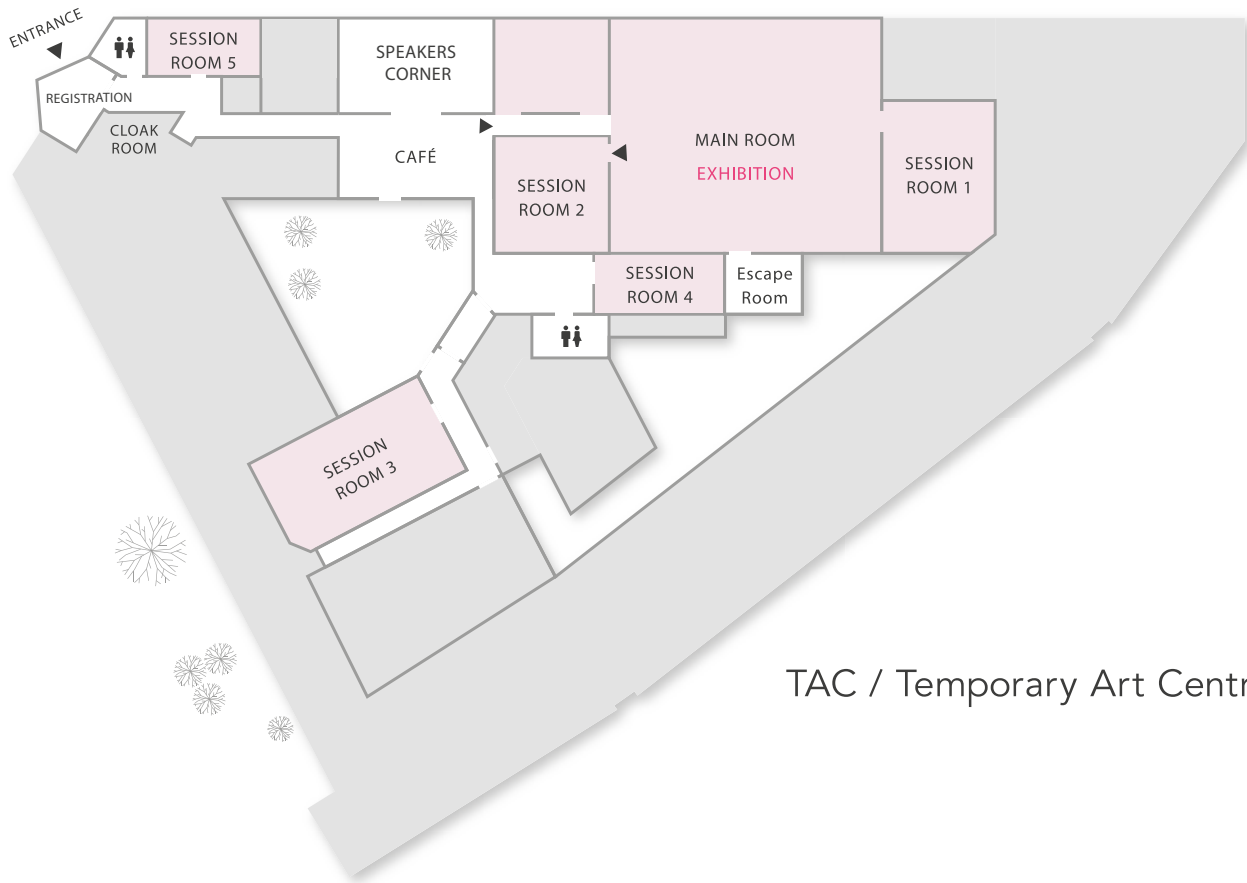 ENTRANCE
SESSION
ROOM 5
SPEAKERS
CORNER
REGISTRATION
CLOAK
ROOM
CAFÉ
MAIN ROOM
EXHIBITION
SESSION
ROOM 1
SESSION
ROOM 2
SESSION
ROOM 4
Escape
Room
SESSION
ROOM 3
TAC / Temporary Art Centr